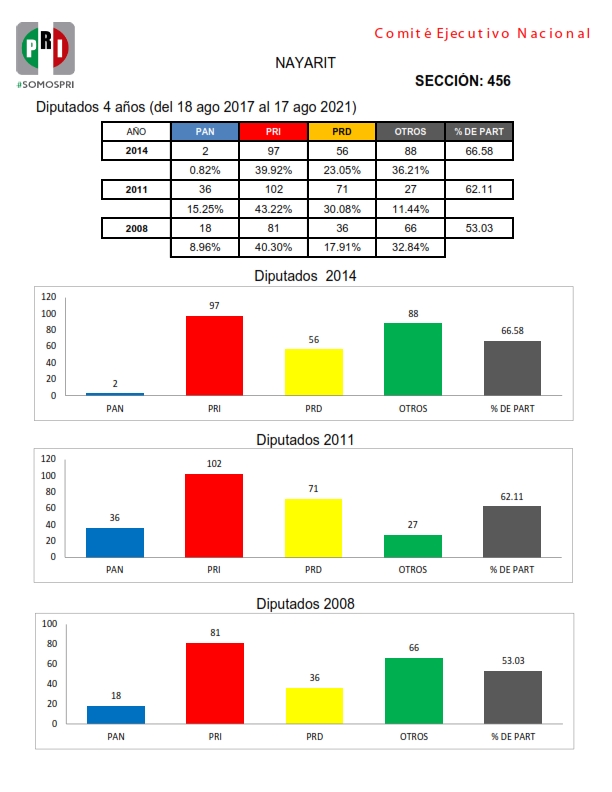 Comité Ejecutivo Nacional
PRI
#SOMOSPRI
NAYARIT
SECCIÓN: 456
Diputados 4 años (del 18 ago 2017 al 17 ago 2021)
AÑO PAN PRI PRD OTROS % DE PART
2014 2 97 56 88 66.58
0.82% 39.92% 23.05% 36.21%
2011 36 102 71 27 62.11
15.25% 43.22% 30.08% 11.44%
2008 18 81 36 66 53.03
8.96% 40.30% 17.91% 32.84%
Diputados 2014
120
100
80
60
40
20
0
2 97 56 88 66.58
PAN PRI PRD OTROS % DE PART
Diputados 2011
120
100
80
60
40
20
0
36 102 71 27 62.11
PAN PRI PRD OTROS % DE PART
Diputados 2008
100
80
60
40
20
0
18 81 36 66 53.03
PAN PRI PRD OTROS % DE PART